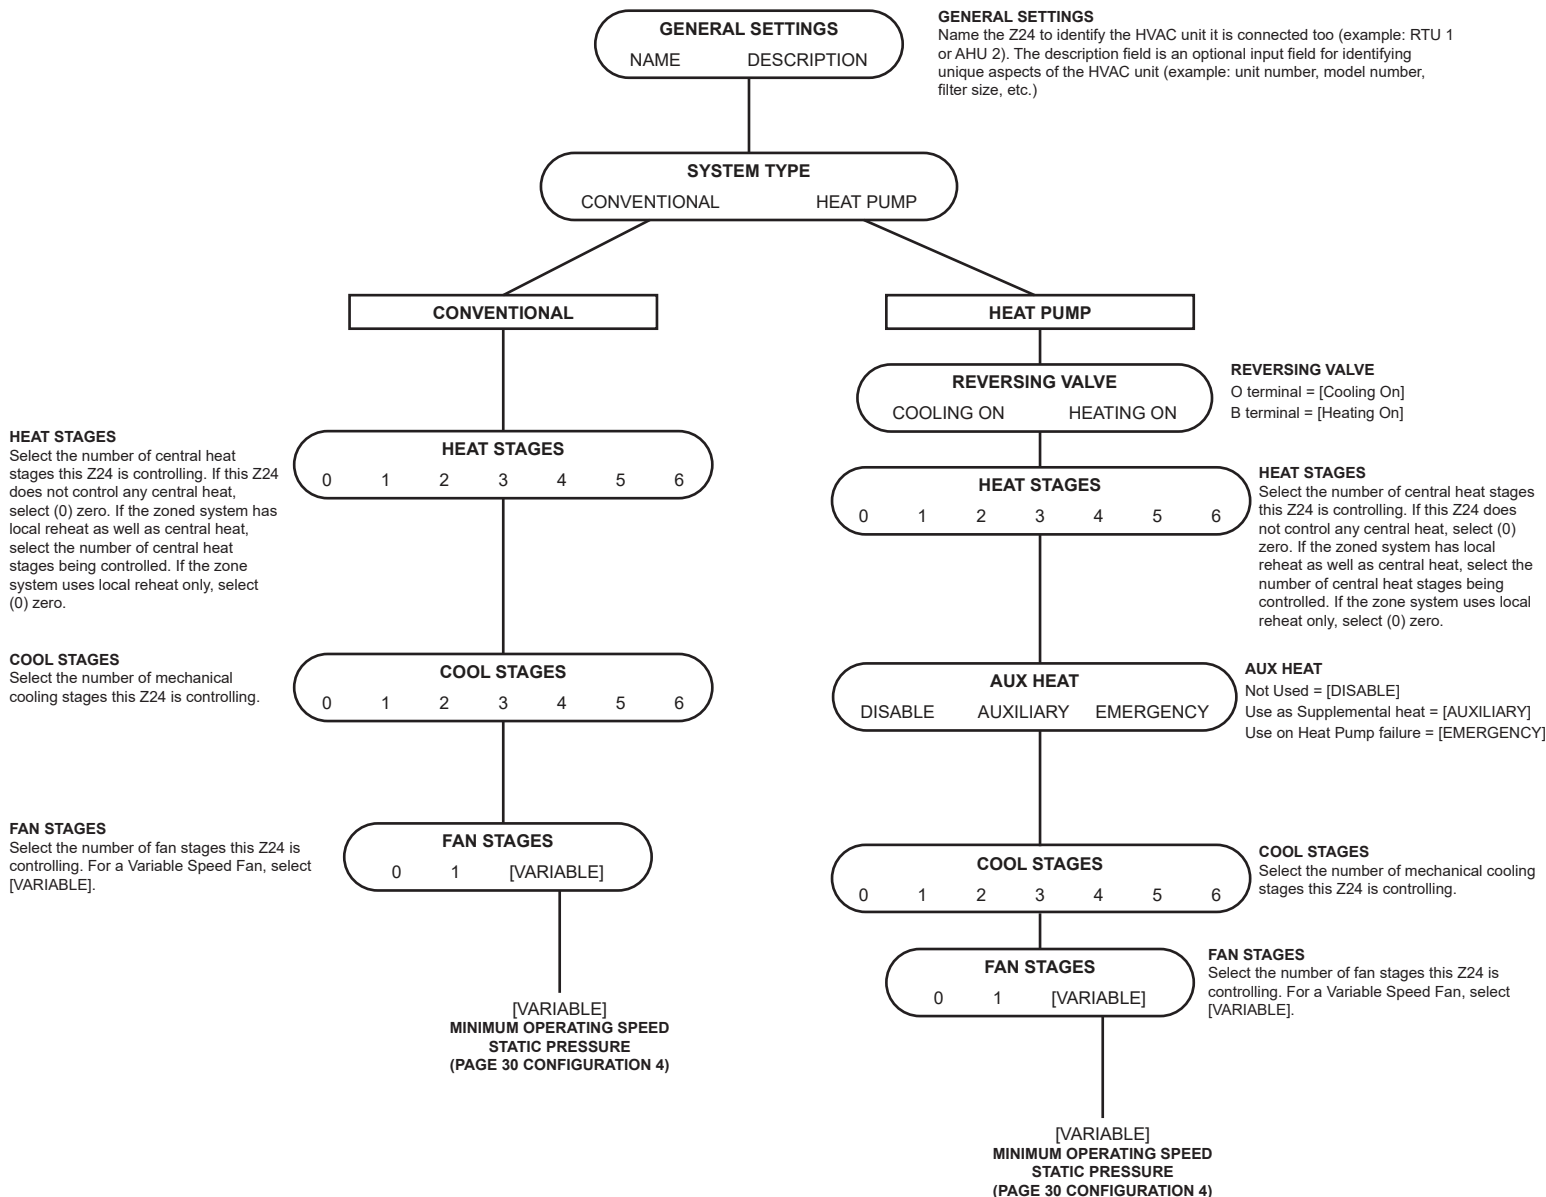 GENERAL SETTINGS
NAME DESCRIPTION
GENERAL SETTINGS
Name the Z24 to identify the HVAC unit it is connected too (example: RTU 1
or AHU 2). The description field is an optional input field for identifying
unique aspects of the HVAC unit (example: unit number, model number,
filter size, etc.)
SYSTEM TYPE
CONVENTIONAL HEAT PUMP
CONVENTIONAL
HEAT STAGES
Select the number of central heat
stages this Z24 is controlling. If this Z24
does not control any central heat,
select (0) zero. If the zoned system has
local reheat as well as central heat,
select the number of central heat
stages being controlled. If the zone
system uses local reheat only, select
(0) zero.
HEAT STAGES
0 1 2 3 4 5 6
COOL STAGES
Select the number of mechanical
cooling stages this Z24 is controlling.
COOL STAGES
0 1 2 3 4 5 6
FAN STAGES
Select the number of fan stages this Z24 is
controlling. For a Variable Speed Fan, select
[VARIABLE].
FAN STAGES
0 1 [VARIABLE]
[VARIABLE]
MINIMUM OPERATING SPEED
STATIC PRESSURE
(PAGE 30 CONFIGURATION 4)
HEAT PUMP
REVERSING VALVE
COOLING ON HEATING ON
REVERSING VALVE
O terminal = [Cooling On]
B terminal = [Heating On]
HEAT STAGES
0 1 2 3 4 5 6
HEAT STAGES
Select the number of central heat stages
this Z24 is controlling. If this Z24 does
not control any central heat, select (0)
zero. If the zoned system has local
reheat as well as central heat, select the
number of central heat stages being
controlled. If the zone system uses local
reheat only, select (0) zero.
AUX HEAT
DISABLE AUXILIARY EMERGENCY
AUX HEAT
Not Used = [DISABLE]
Use as Supplemental heat = [AUXILIARY]
Use on Heat Pump failure = [EMERGENCY]
COOL STAGES
0 1 2 3 4 5 6
COOL STAGES
Select the number of mechanical cooling
stages this Z24 is controlling.
FAN STAGES
0 1 [VARIABLE]
FAN STAGES
Select the number of fan stages this Z24 is
controlling. For a Variable Speed Fan, select
[VARIABLE].
[VARIABLE]
MINIMUM OPERATING SPEED
STATIC PRESSURE
(PAGE 30 CONFIGURATION 4)